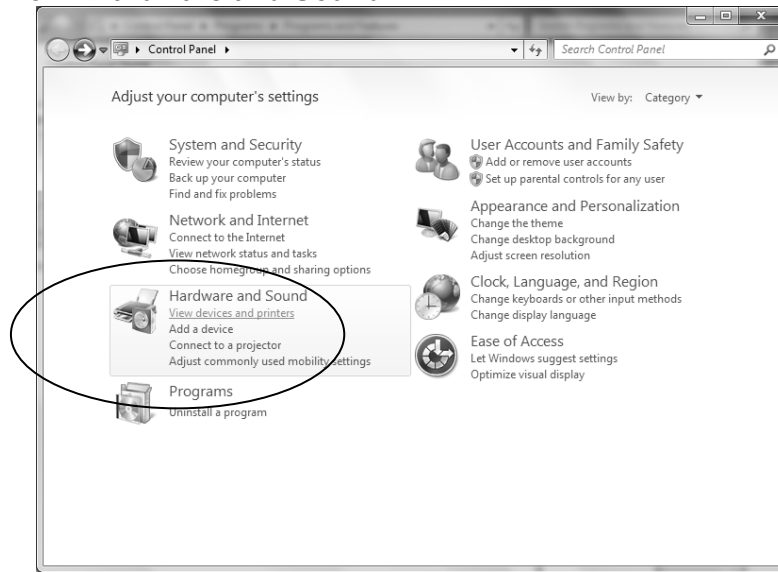 Control Panel
Search Control Panel
Adjust your computer's settings
View by: Category
System and Security
Review your computer's status
Back up your computer
Find and fix problems
Network and Internet
Connect to the Internet
View network status and tasks
Choose homegroup and sharing options
Hardware and Sound
View devices and printers
Add a device
Connect to a projector
Adjust commonly used mobility settings
Programs
Uninstall a program
User Accounts and Family Safety
Add or remove user accounts
Set up parental controls for any user
Appearance and Personalization
Change the theme
Change desktop background
Adjust screen resolution
Clock, Language, and Region
Change keyboards or other input methods
Change display language
Ease of Access
Let Windows suggest settings
Optimize visual display